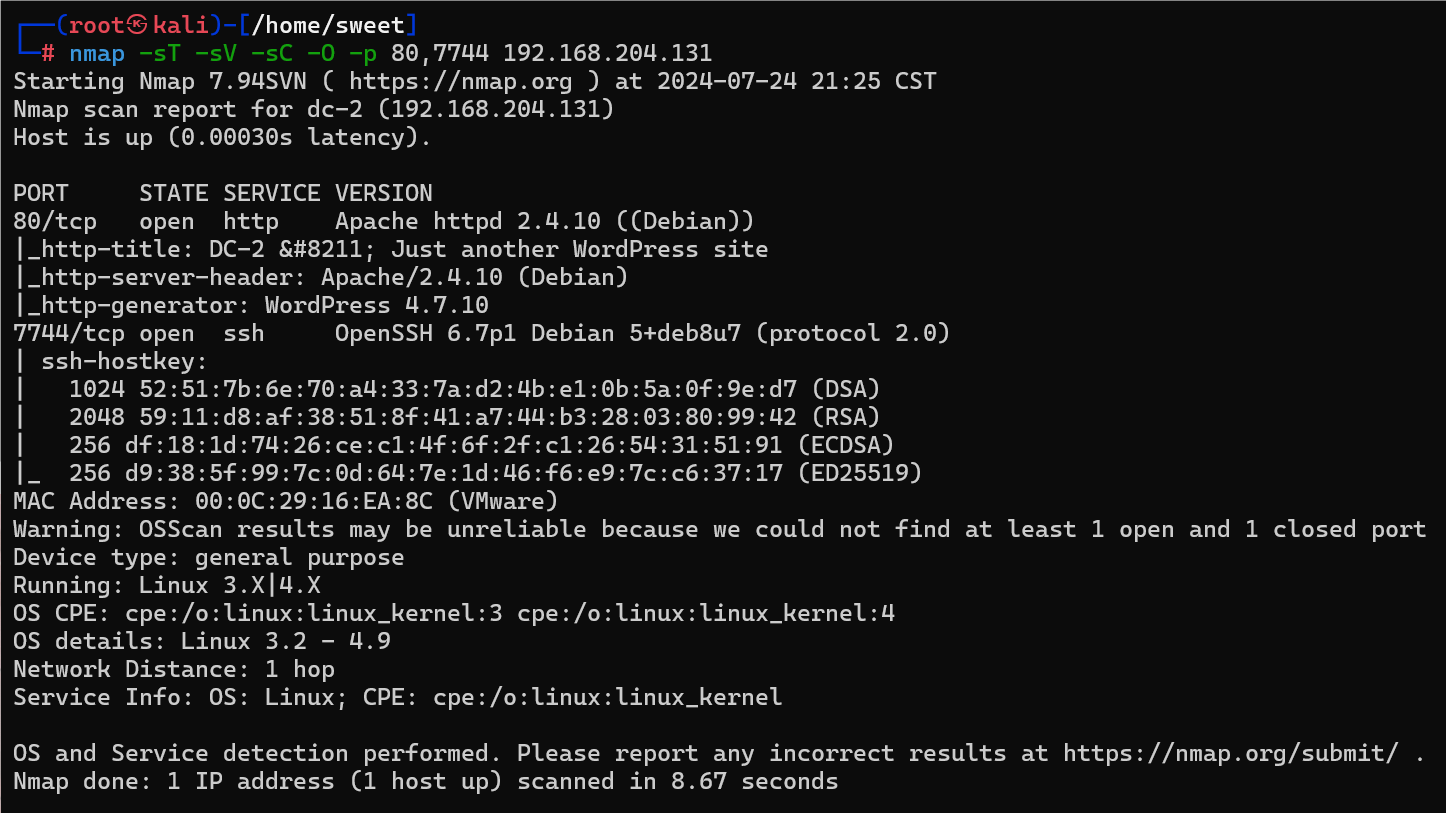 ┌──(root㉿kali)-[/home/sweet]
└─# nmap -sT -sV -sC -O -p 80,7744 192.168.204.131
Starting Nmap 7.94SVN ( https://nmap.org ) at 2024-07-24 21:25 CST
Nmap scan report for dc-2 (192.168.204.131)
Host is up (0.00030s latency).

PORT     STATE SERVICE VERSION
80/tcp   open  http    Apache httpd 2.4.10 ((Debian))
|_http-title: DC-2 &#8211; Just another WordPress site
|_http-server-header: Apache/2.4.10 (Debian)
|_http-generator: WordPress 4.7.10
7744/tcp open  ssh     OpenSSH 6.7p1 Debian 5+deb8u7 (protocol 2.0)
| ssh-hostkey:
|   1024 52:51:7b:6e:70:a4:33:7a:d2:4b:e1:0b:5a:0f:9e:d7 (DSA)
|   2048 59:11:d8:af:38:51:8f:41:a7:44:b3:28:03:80:99:42 (RSA)
|   256 df:18:1d:74:26:ce:c1:4f:6f:2f:c1:26:54:31:51:91 (ECDSA)
|_  256 d9:38:5f:99:7c:0d:64:7e:1d:46:f6:e9:7c:c6:37:17 (ED25519)
MAC Address: 00:0C:29:16:EA:8C (VMware)
Warning: OSScan results may be unreliable because we could not find at least 1 open and 1 closed port
Device type: general purpose
Running: Linux 3.X|4.X
OS CPE: cpe:/o:linux:linux_kernel:3 cpe:/o:linux:linux_kernel:4
OS details: Linux 3.2 - 4.9
Network Distance: 1 hop
Service Info: OS: Linux; CPE: cpe:/o:linux:linux_kernel

OS and Service detection performed. Please report any incorrect results at https://nmap.org/submit/ .
Nmap done: 1 IP address (1 host up) scanned in 8.67 seconds